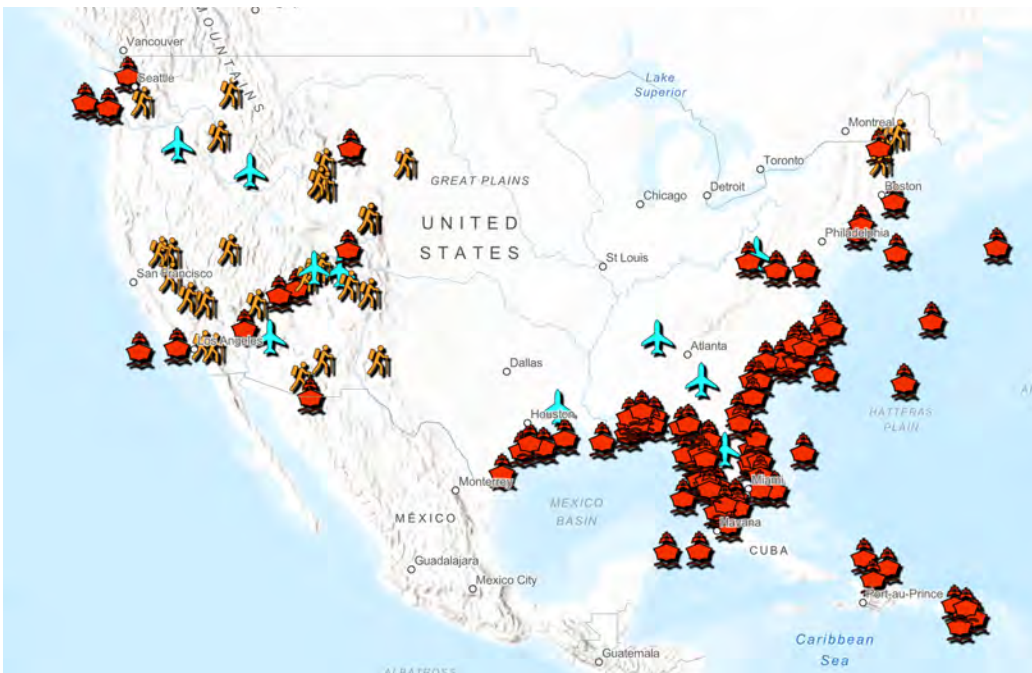 Vancouver
Seattle
MOUNTAINS
Lake
Superior
Montreal
Toronto
Boston
GREAT PLAINS
Chicago
Detroit
UNITED
STATES
Philadelphia
St Louis
San Francisco
Los Angeles
Atlanta
Dallas
HATTERAS
PLAIN
Houston
Monterrey
Miami
MEXICO
BASIN
MÉXICO
Havana
CUBA
Guadalajara
Mexico City
Port-au-Prince
Caribbean
Sea
Guatemala